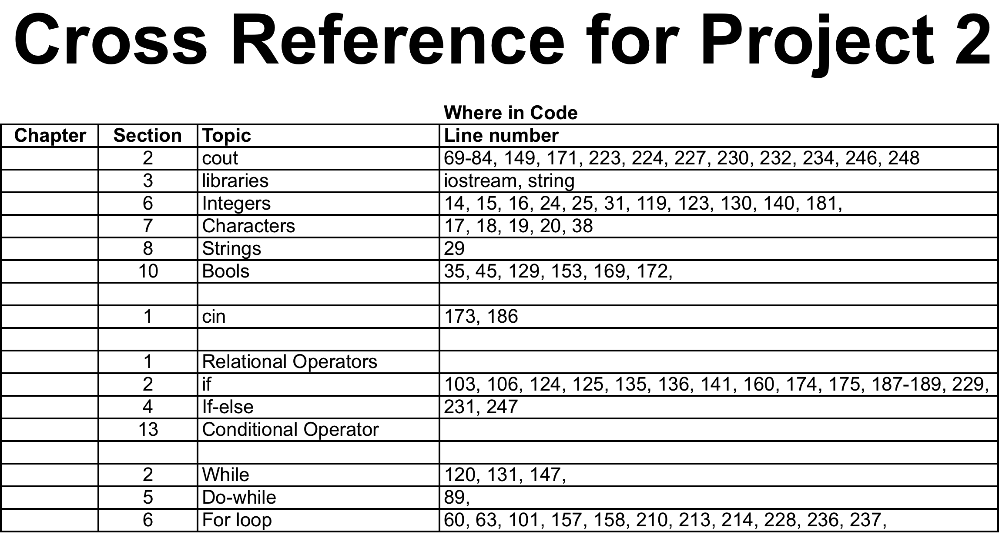 Cross Reference for Project 2
Where in Code
Chapter Section Topic Line number
2 cout 69-84, 149, 171, 223, 224, 227, 230, 232, 234, 246, 248
3 libraries iostream, string
6 Integers 14, 15, 16, 24, 25, 31, 119, 123, 130, 140, 181,
7 Characters 17, 18, 19, 20, 38
8 Strings 29
10 Bools 35, 45, 129, 153, 169, 172,
1 cin 173, 186
1 Relational Operators
2 if 103, 106, 124, 125, 135, 136, 141, 160, 174, 175, 187-189, 229,
4 If-else 231, 247
13 Conditional Operator
2 While 120, 131, 147,
5 Do-while 89,
6 For loop 60, 63, 101, 157, 158, 210, 213, 214, 228, 236, 237,